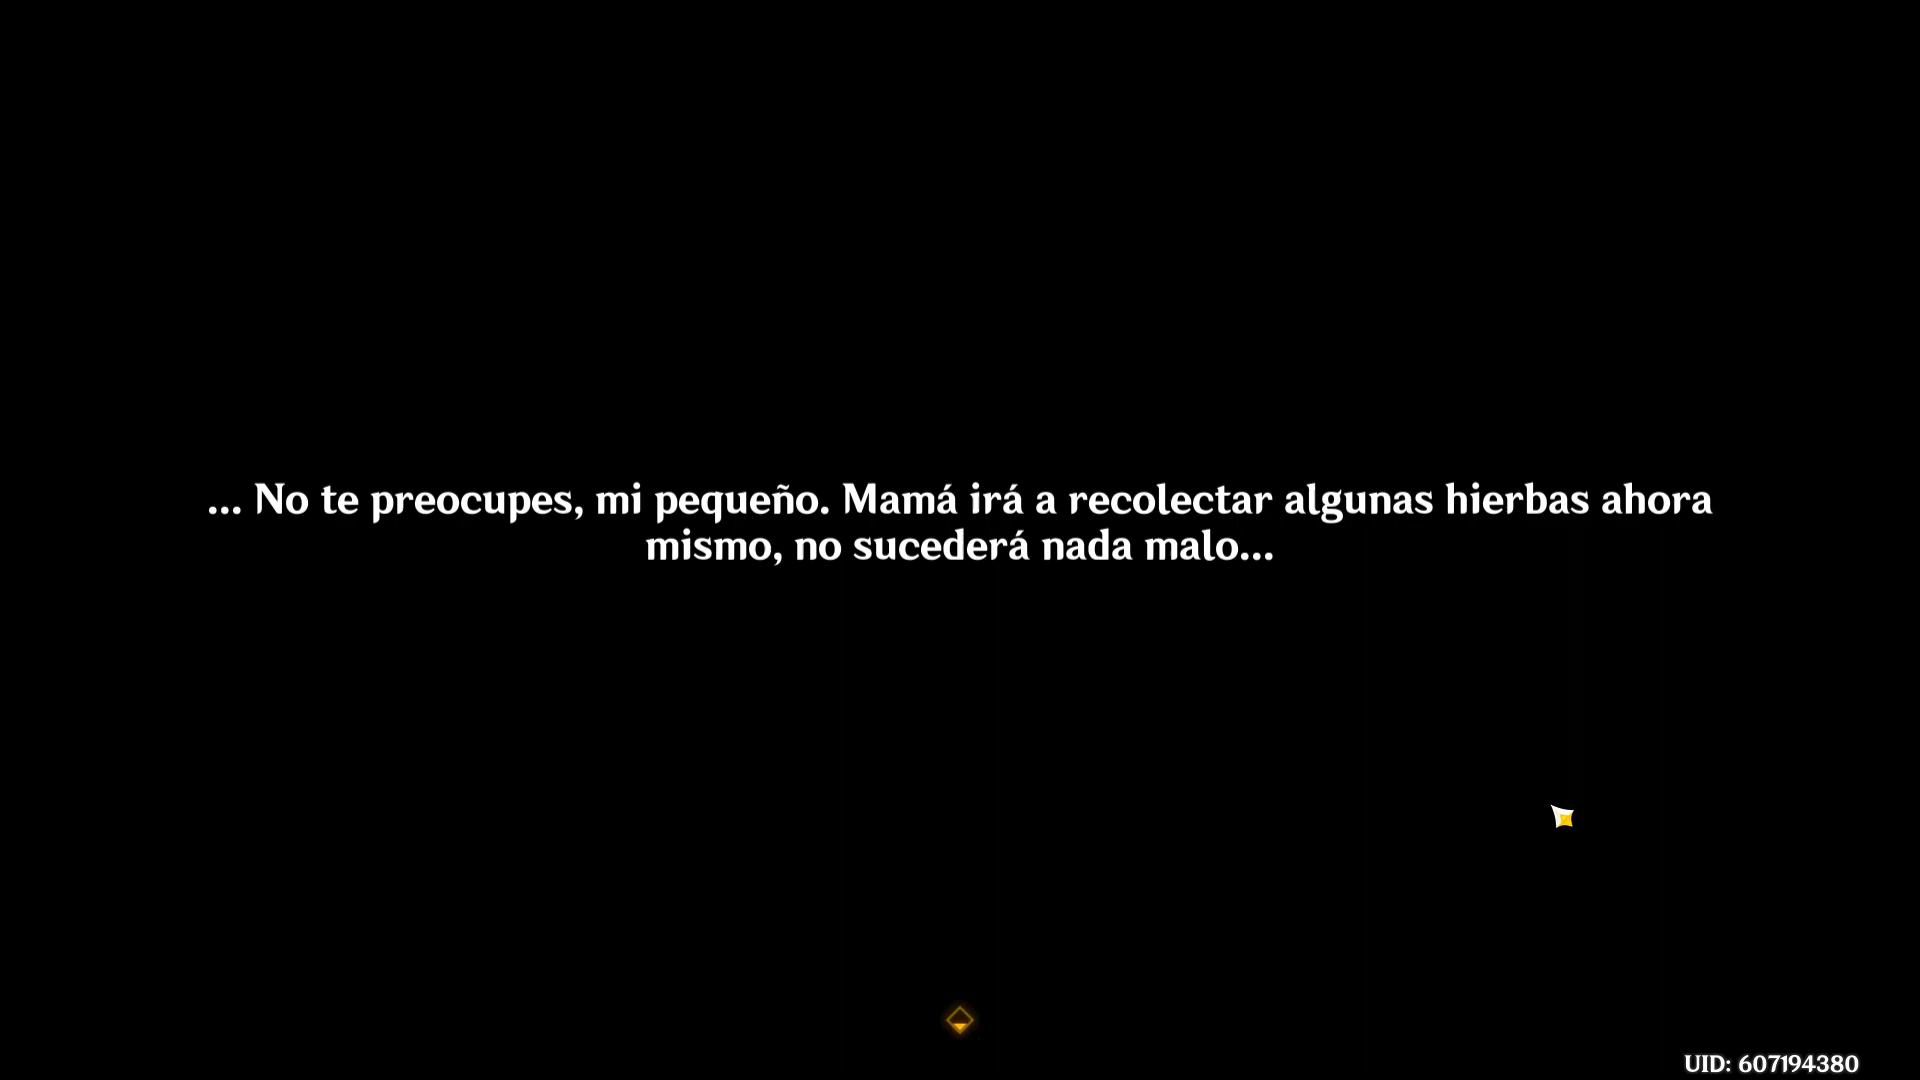 ... No te preocupes, mi pequeño. Mamá irá a recolectar algunas hierbas ahora
mismo, no sucederá nada malo...
UID: 607194380